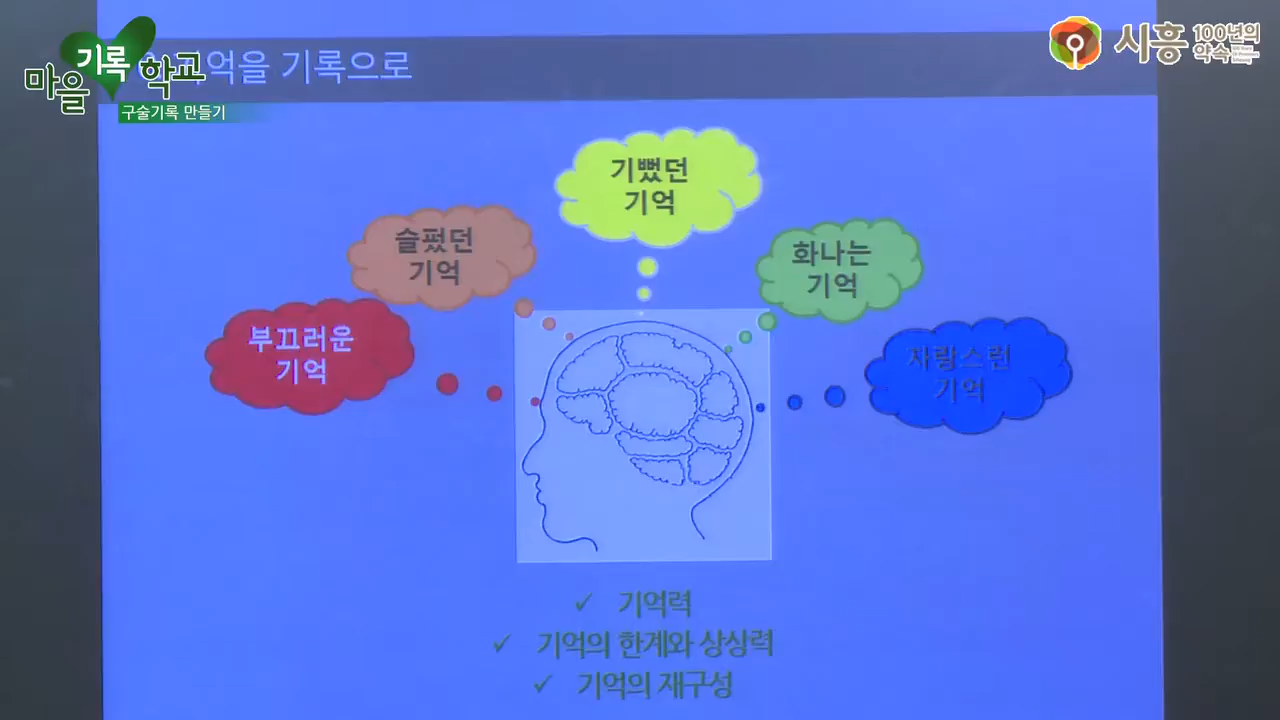 마을 기록 학교
구술기록 만들기
억을 기록으로
시흥 100년의
약속
기뻤던
기억
슬펐던
기억
화나는
기억
부끄러운
기억
자랑스런
기억
✓ 기억력
✓ 기억의 한계와 상상력
✓ 기억의 재구성